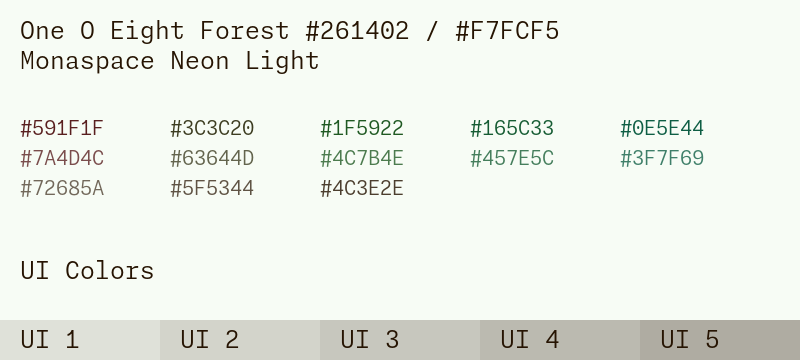 One O Eight Forest #261402 / #F7FCF5
Monaspace Neon Light
#591F1F #3C3C20 #1F5922 #165C33 #0E5E44
#7A4D4C #63644D #4C7B4E #457E5C #3F7F69
#72685A #5F5344 #4C3E2E
UI Colors
UI 1 UI 2 UI 3 UI 4 UI 5